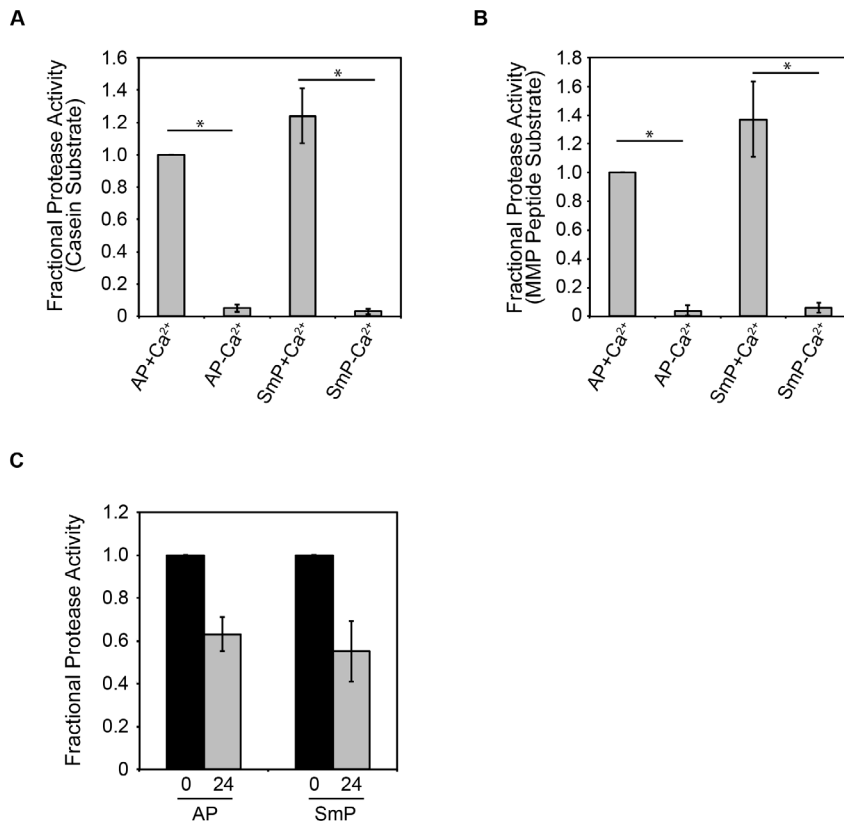 A
Fractional Protease Activity
(Casein Substrate)
1.6
1.4
1.2
1.0
0.8
0.6
0.4
0.2
0
*
*
AP+Ca²⁺
AP-Ca²⁺
SmP+Ca²⁺
SmP-Ca²⁺
B
Fractional Protease Activity
(MMP Peptide Substrate)
1.8
1.6
1.4
1.2
1.0
0.8
0.6
0.4
0.2
0
*
*
AP+Ca²⁺
AP-Ca²⁺
SmP+Ca²⁺
SmP-Ca²⁺
C
Fractional Protease Activity
1.2
1.0
0.8
0.6
0.4
0.2
0
0 24 0 24
AP SmP